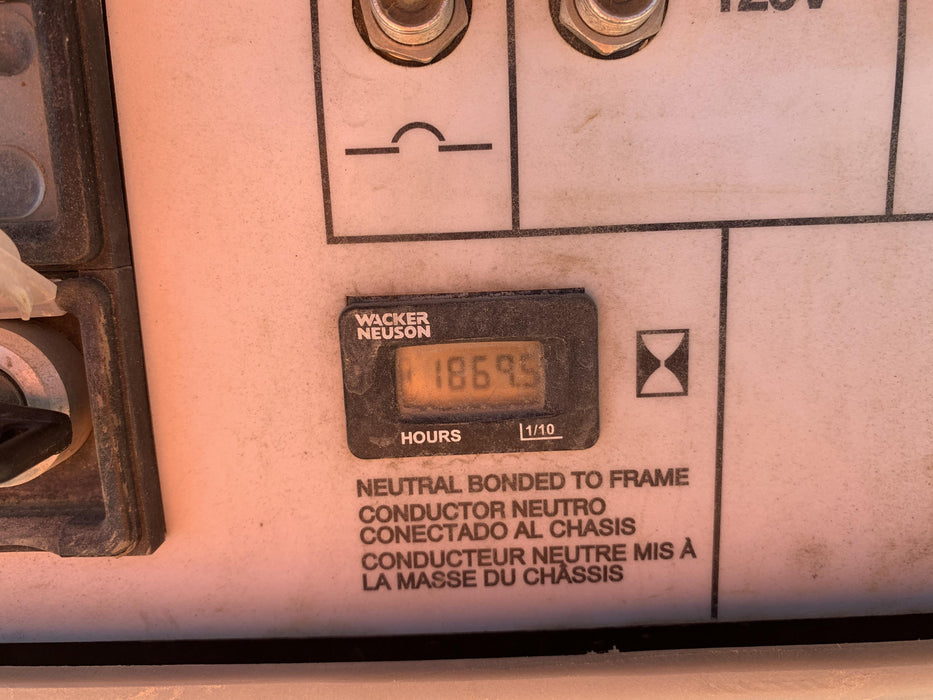 125V
WACKER
NEUSON
1869.5
HOURS 1/10
NEUTRAL BONDED TO FRAME
CONDUCTOR NEUTRO
CONECTADO AL CHASIS
CONDUCTEUR NEUTRE MIS À
LA MASSE DU CHÂSSIS